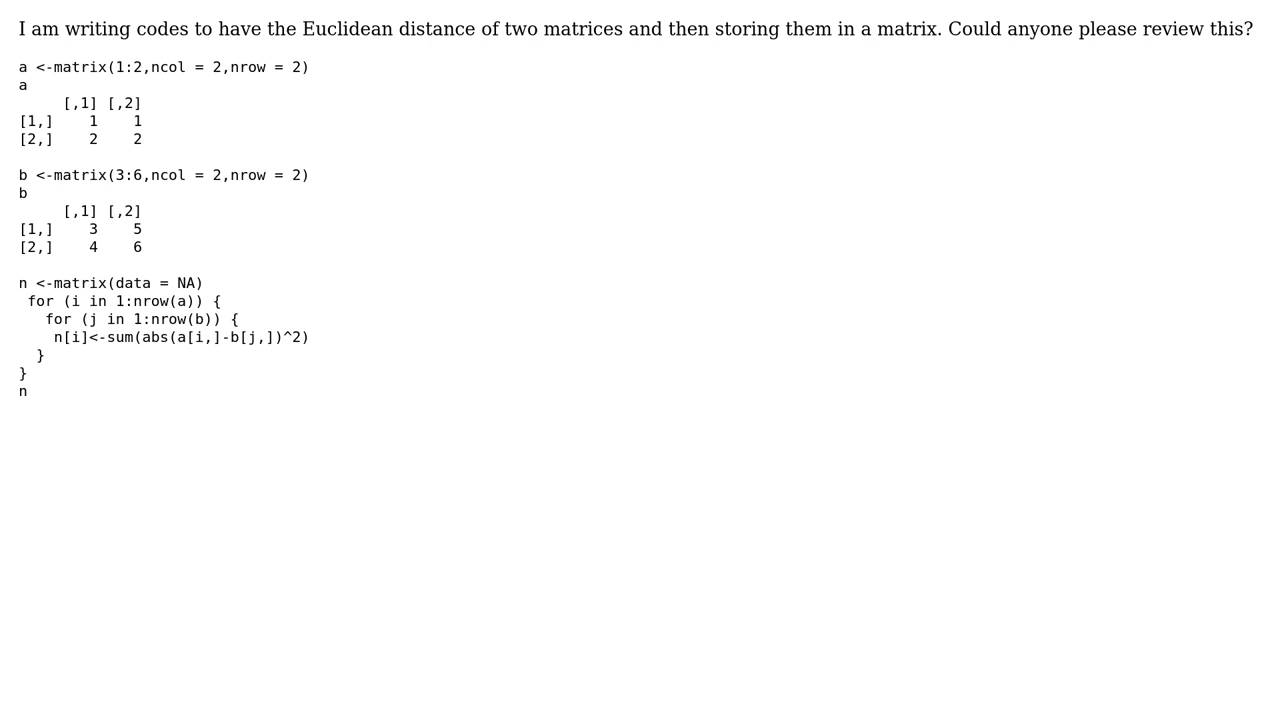 I am writing codes to have the Euclidean distance of two matrices and then storing them in a matrix. Could anyone please review this?
a <-matrix(1:2,ncol = 2,nrow = 2)
a
     [,1] [,2]
[1,]    1    1
[2,]    2    2

b <-matrix(3:6,ncol = 2,nrow = 2)
b
     [,1] [,2]
[1,]    3    5
[2,]    4    6

n <-matrix(data = NA)
 for (i in 1:nrow(a)) {
   for (j in 1:nrow(b)) {
    n[i]<-sum(abs(a[i,]-b[j,])^2)
  }
}
n